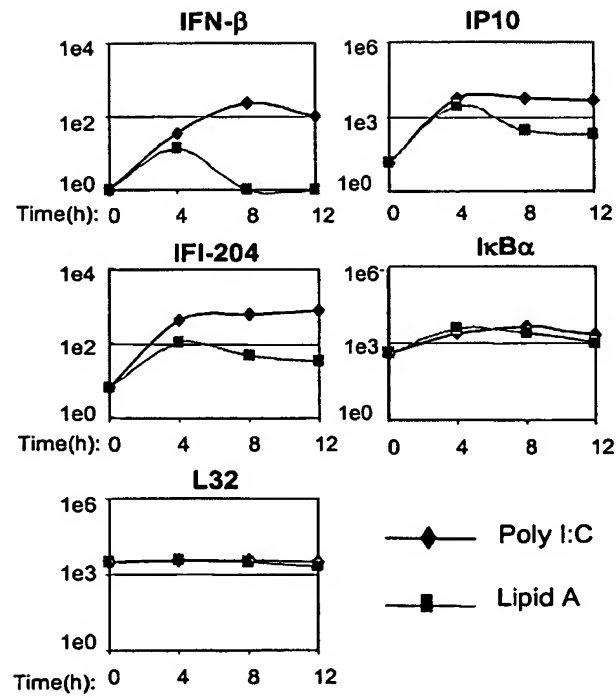 IFN-β
1e4
1e2
1e0
Time(h): 0 4 8 12
IP10
1e6
1e3
1e0
0 4 8 12
IFI-204
1e4
1e2
1e0
Time(h): 0 4 8 12
IκBα
1e6
1e3
1e0
0 4 8 12
L32
1e6
1e3
1e0
Time(h): 0 4 8 12
Poly I:C
Lipid A